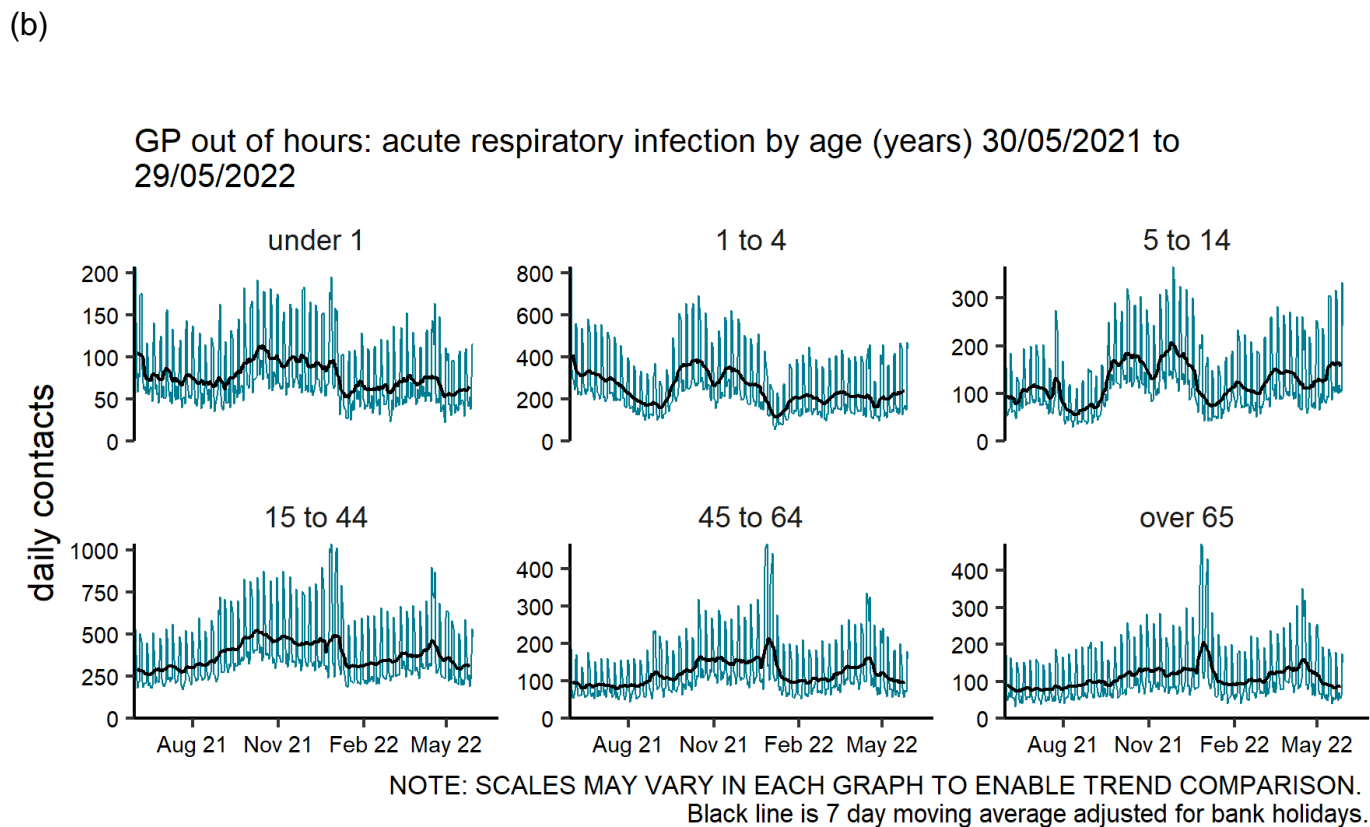 (b)
GP out of hours: acute respiratory infection by age (years) 30/05/2021 to
29/05/2022
daily contacts
under 1
200
150
100
50
0
1 to 4
800
600
400
200
0
5 to 14
300
200
100
0
15 to 44
1000
750
500
250
0
Aug 21 Nov 21 Feb 22 May 22
45 to 64
400
300
200
100
0
Aug 21 Nov 21 Feb 22 May 22
over 65
400
300
200
100
0
Aug 21 Nov 21 Feb 22 May 22
NOTE: SCALES MAY VARY IN EACH GRAPH TO ENABLE TREND COMPARISON.
Black line is 7 day moving average adjusted for bank holidays.